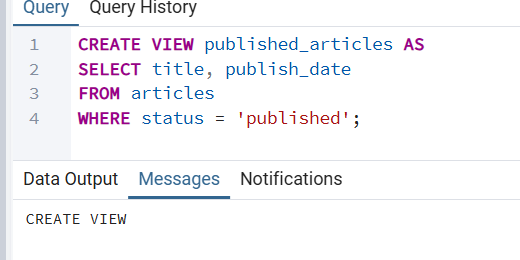 Query Query History
1 CREATE VIEW published_articles AS
2 SELECT title, publish_date
3 FROM articles
4 WHERE status = 'published';
Data Output Messages Notifications
CREATE VIEW